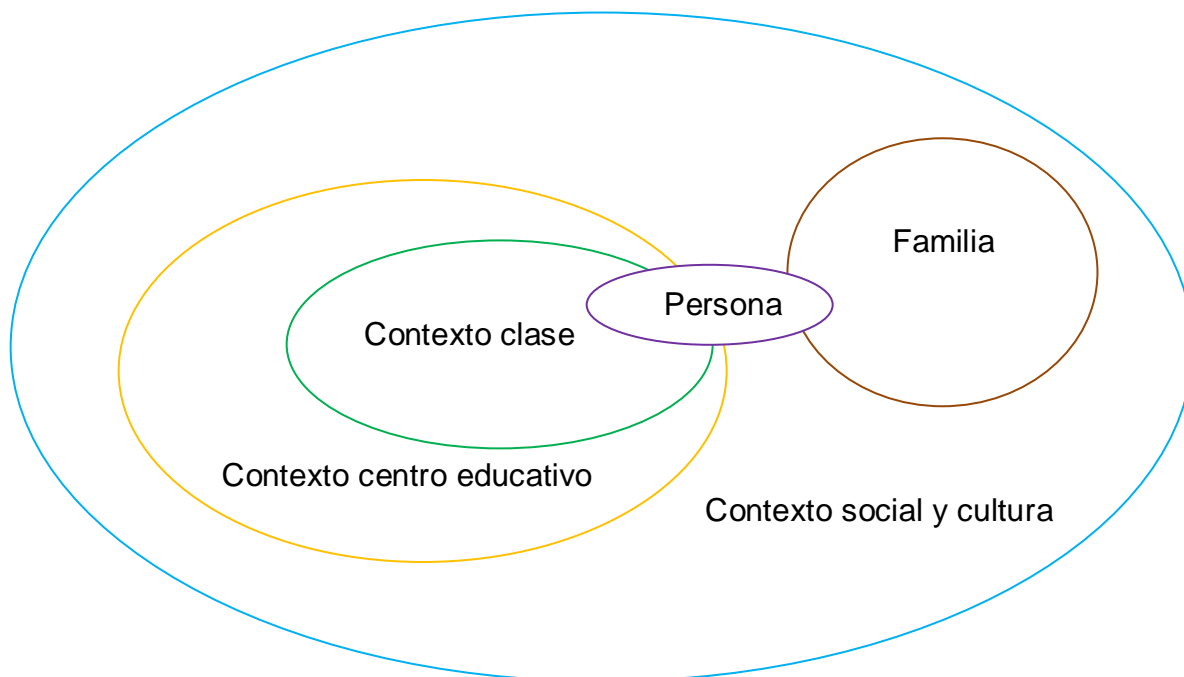 Familia
Persona
Contexto clase
Contexto centro educativo
Contexto social y cultura